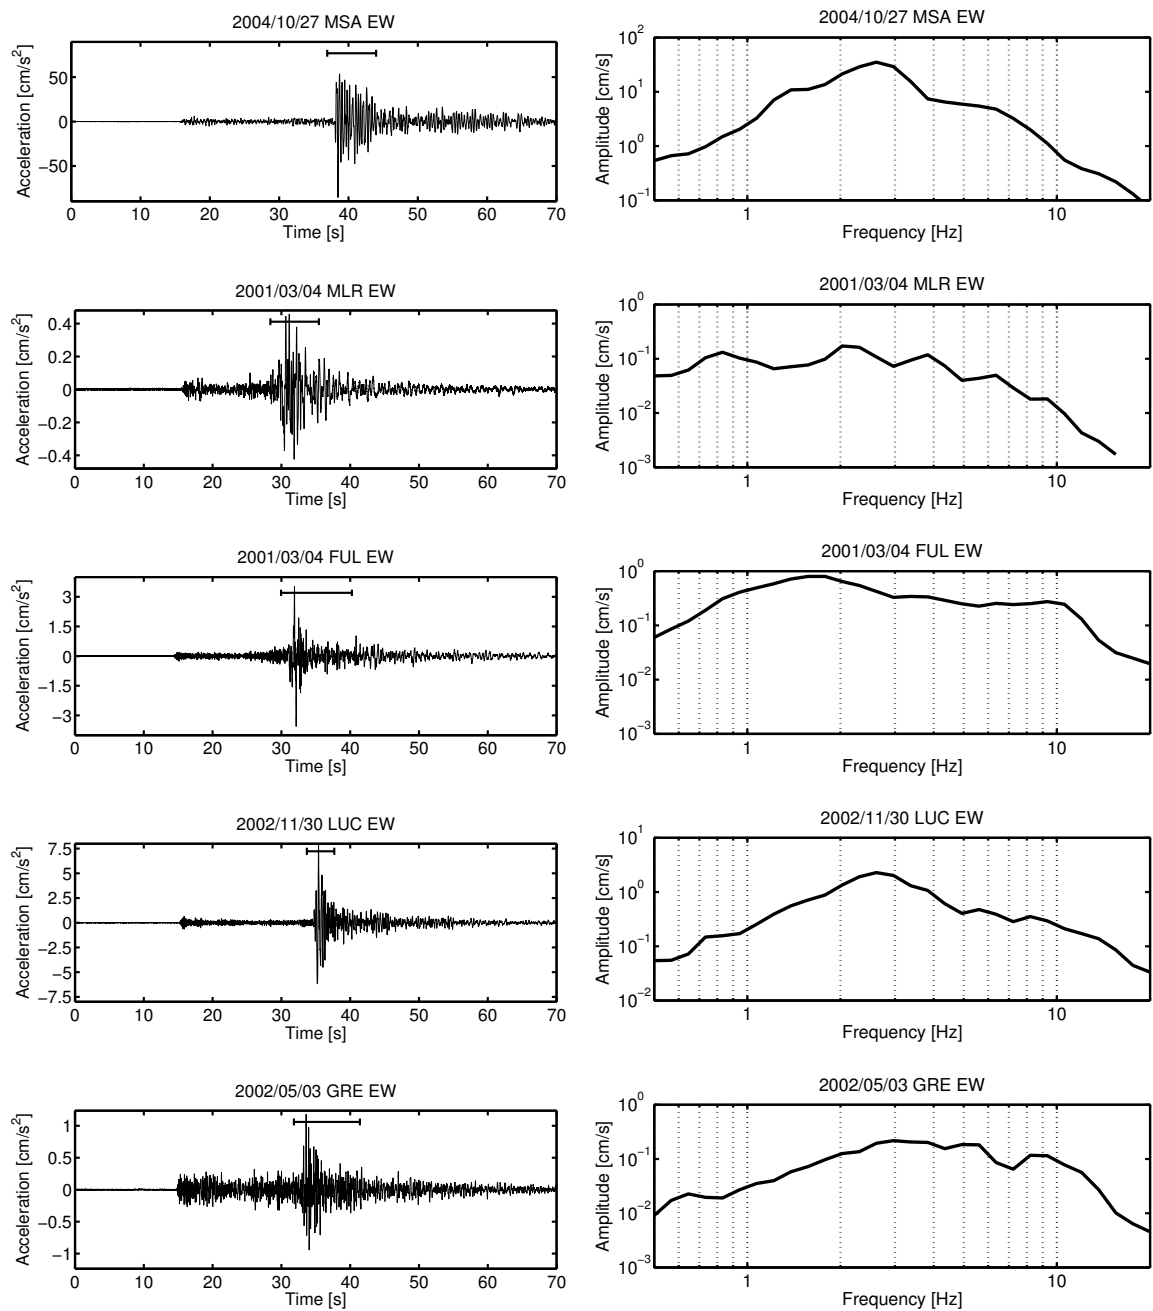 2004/10/27 MSA EW
Acceleration [cm/s²]
50
0
−50
0 10 20 30 40 50 60 70
Time [s]
2004/10/27 MSA EW
Amplitude [cm/s]
10²
10¹
10⁰
10⁻¹
1 10
Frequency [Hz]
2001/03/04 MLR EW
Acceleration [cm/s²]
0.4
0.2
0
−0.2
−0.4
0 10 20 30 40 50 60 70
Time [s]
2001/03/04 MLR EW
Amplitude [cm/s]
10⁰
10⁻¹
10⁻²
10⁻³
1 10
Frequency [Hz]
2001/03/04 FUL EW
Acceleration [cm/s²]
3
1.5
0
−1.5
−3
0 10 20 30 40 50 60 70
Time [s]
2001/03/04 FUL EW
Amplitude [cm/s]
10⁰
10⁻¹
10⁻²
10⁻³
1 10
Frequency [Hz]
2002/11/30 LUC EW
Acceleration [cm/s²]
7.5
5
2.5
0
−2.5
−5
−7.5
0 10 20 30 40 50 60 70
Time [s]
2002/11/30 LUC EW
Amplitude [cm/s]
10¹
10⁰
10⁻¹
10⁻²
1 10
Frequency [Hz]
2002/05/03 GRE EW
Acceleration [cm/s²]
1
0.5
0
−0.5
−1
0 10 20 30 40 50 60 70
Time [s]
2002/05/03 GRE EW
Amplitude [cm/s]
10⁰
10⁻¹
10⁻²
10⁻³
1 10
Frequency [Hz]